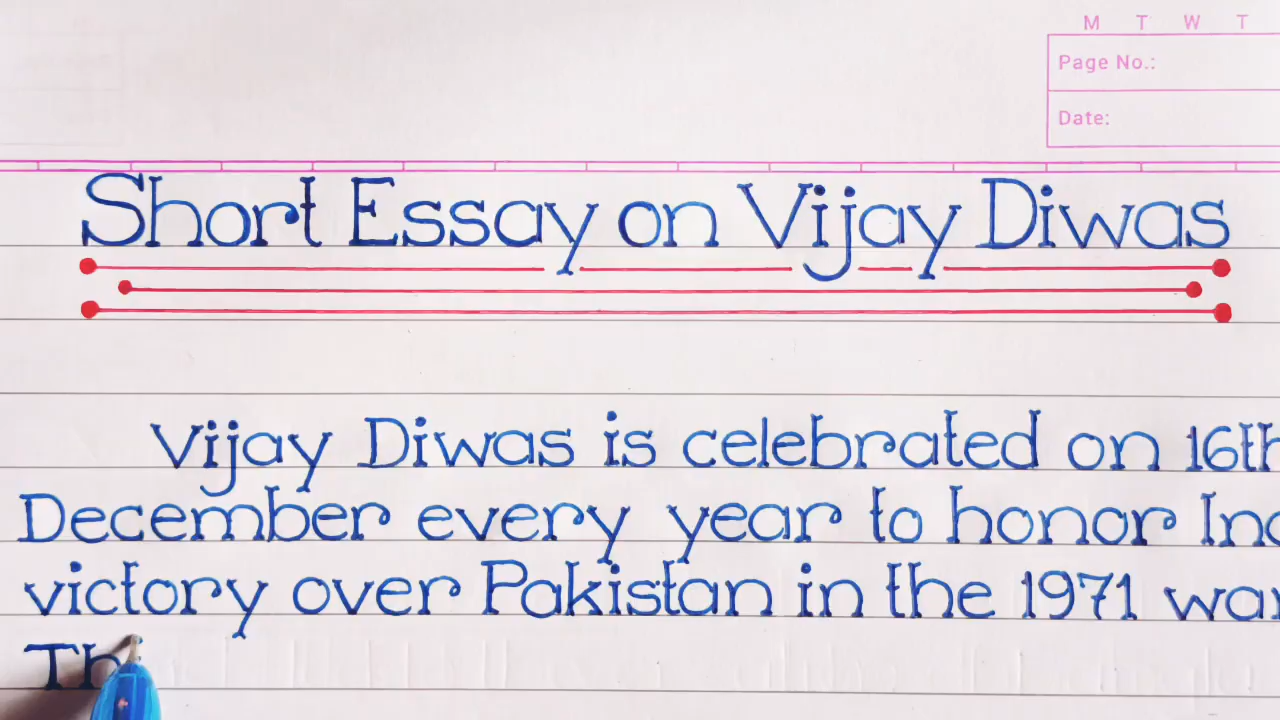 M T W T
Page No.:
Date:
Short Essay on Vijay Diwas
Vijay Diwas is celebrated on 16th
December every year to honor
victory over Pakistan in the 1971 war